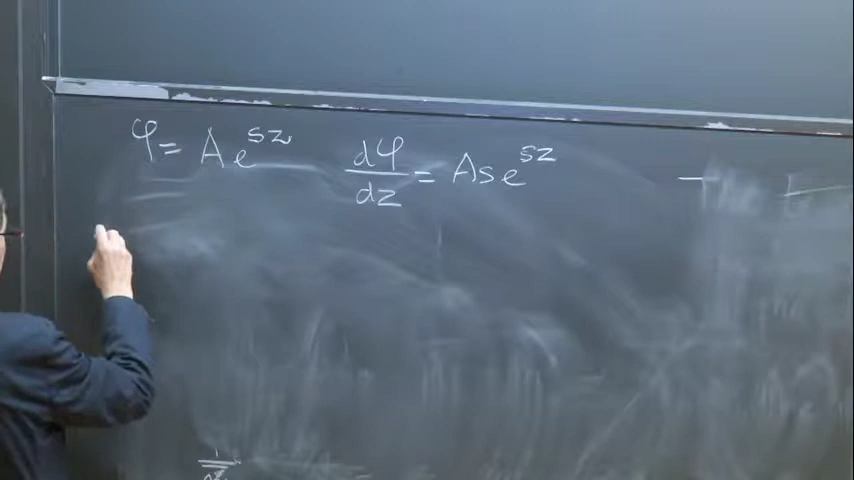 φ = Ae^{sz} dφ/dz = Ase^{sz}